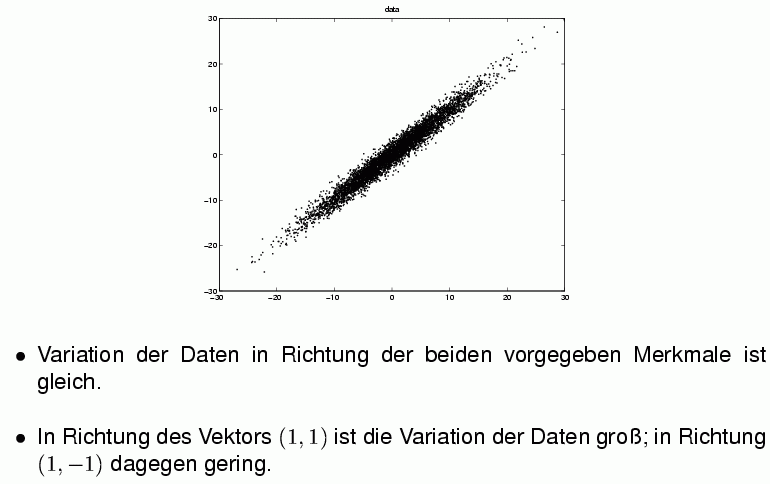 data
30
20
10
0
−10
−20
−30
−30 −20 −10 0 10 20 30
• Variation der Daten in Richtung der beiden vorgegeben Merkmale ist
gleich.
• In Richtung des Vektors (1, 1) ist die Variation der Daten groß; in Richtung
(1, −1) dagegen gering.